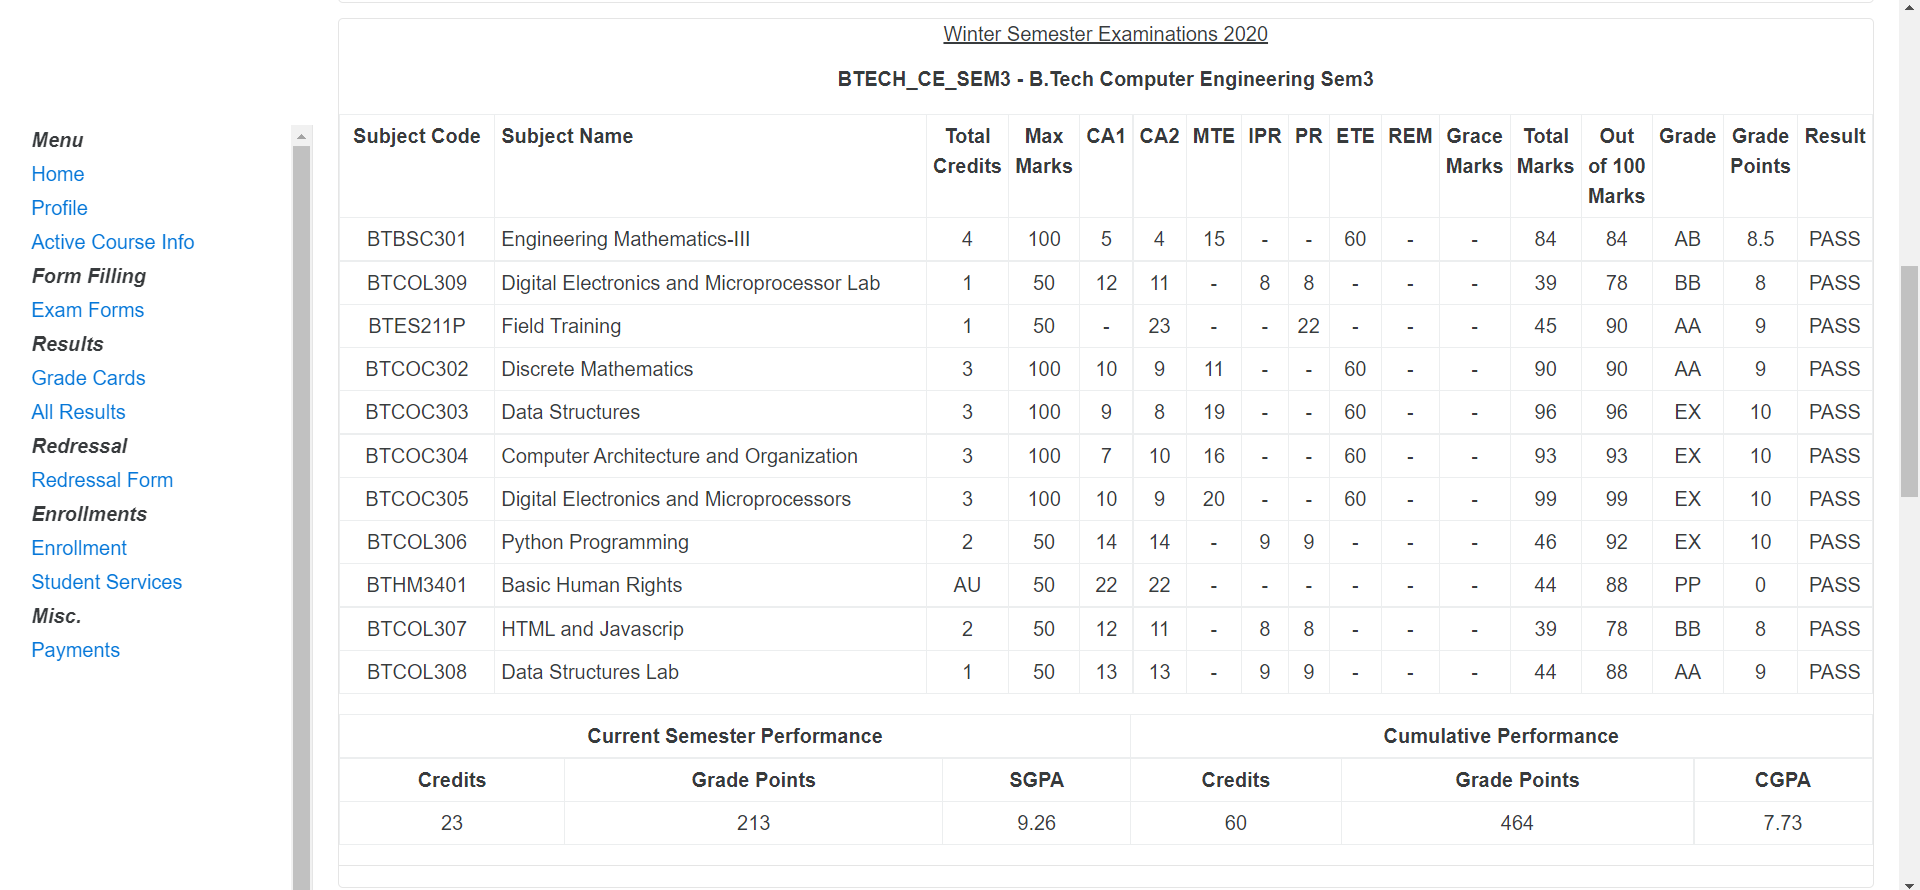 Menu
Home
Profile
Active Course Info
Form Filling
Exam Forms
Results
Grade Cards
All Results
Redressal
Redressal Form
Enrollments
Enrollment
Student Services
Misc.
Payments
Winter Semester Examinations 2020
BTECH_CE_SEM3 - B.Tech Computer Engineering Sem3
Subject Code Subject Name Total Credits Max Marks CA1 CA2 MTE IPR PR ETE REM Grace Marks Total Marks Out of 100 Marks Grade Grade Points Result
BTBSC301 Engineering Mathematics-III 4 100 5 4 15 - - 60 - - 84 84 AB 8.5 PASS
BTCOL309 Digital Electronics and Microprocessor Lab 1 50 12 11 - 8 8 - - - 39 78 BB 8 PASS
BTES211P Field Training 1 50 - 23 - - 22 - - - 45 90 AA 9 PASS
BTCOC302 Discrete Mathematics 3 100 10 9 11 - - 60 - - 90 90 AA 9 PASS
BTCOC303 Data Structures 3 100 9 8 19 - - 60 - - 96 96 EX 10 PASS
BTCOC304 Computer Architecture and Organization 3 100 7 10 16 - - 60 - - 93 93 EX 10 PASS
BTCOC305 Digital Electronics and Microprocessors 3 100 10 9 20 - - 60 - - 99 99 EX 10 PASS
BTCOL306 Python Programming 2 50 14 14 - 9 9 - - - 46 92 EX 10 PASS
BTHM3401 Basic Human Rights AU 50 22 22 - - - - - - 44 88 PP 0 PASS
BTCOL307 HTML and Javascrip 2 50 12 11 - 8 8 - - - 39 78 BB 8 PASS
BTCOL308 Data Structures Lab 1 50 13 13 - 9 9 - - - 44 88 AA 9 PASS
Current Semester Performance Cumulative Performance
Credits Grade Points SGPA Credits Grade Points CGPA
23 213 9.26 60 464 7.73